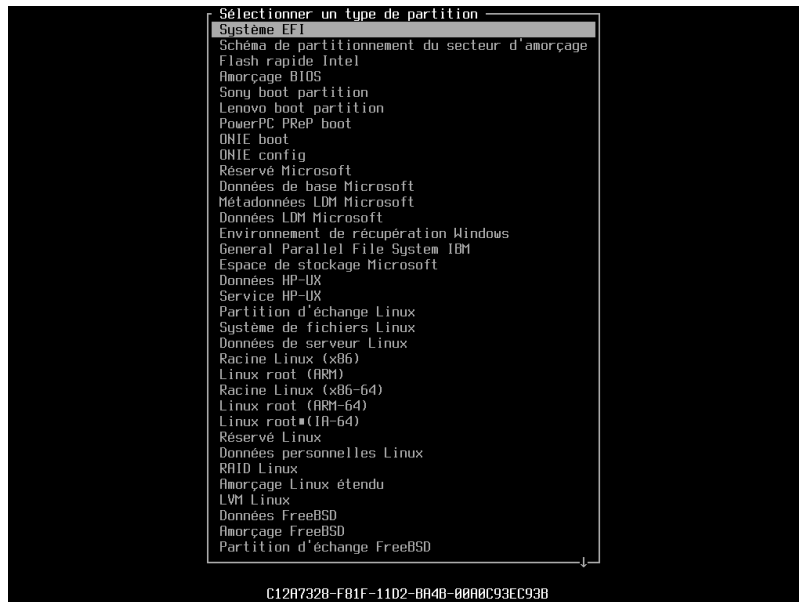 Sélectionner un type de partition
Système EFI
Schéma de partitionnement du secteur d'amorçage
Flash rapide Intel
Amorçage BIOS
Sony boot partition
Lenovo boot partition
PowerPC PReP boot
ONIE boot
ONIE config
Réservé Microsoft
Données de base Microsoft
Métadonnées LDM Microsoft
Données LDM Microsoft
Environnement de récupération Windows
General Parallel File System IBM
Espace de stockage Microsoft
Données HP-UX
Service HP-UX
Partition d'échange Linux
Système de fichiers Linux
Données de serveur Linux
Racine Linux (x86)
Linux root (ARM)
Racine Linux (x86-64)
Linux root (ARM-64)
Linux root▪(IA-64)
Réservé Linux
Données personnelles Linux
RAID Linux
Amorçage Linux étendu
LVM Linux
Données FreeBSD
Amorçage FreeBSD
Partition d'échange FreeBSD
↓
C12A7328-F81F-11D2-BA4B-00A0C93EC93B